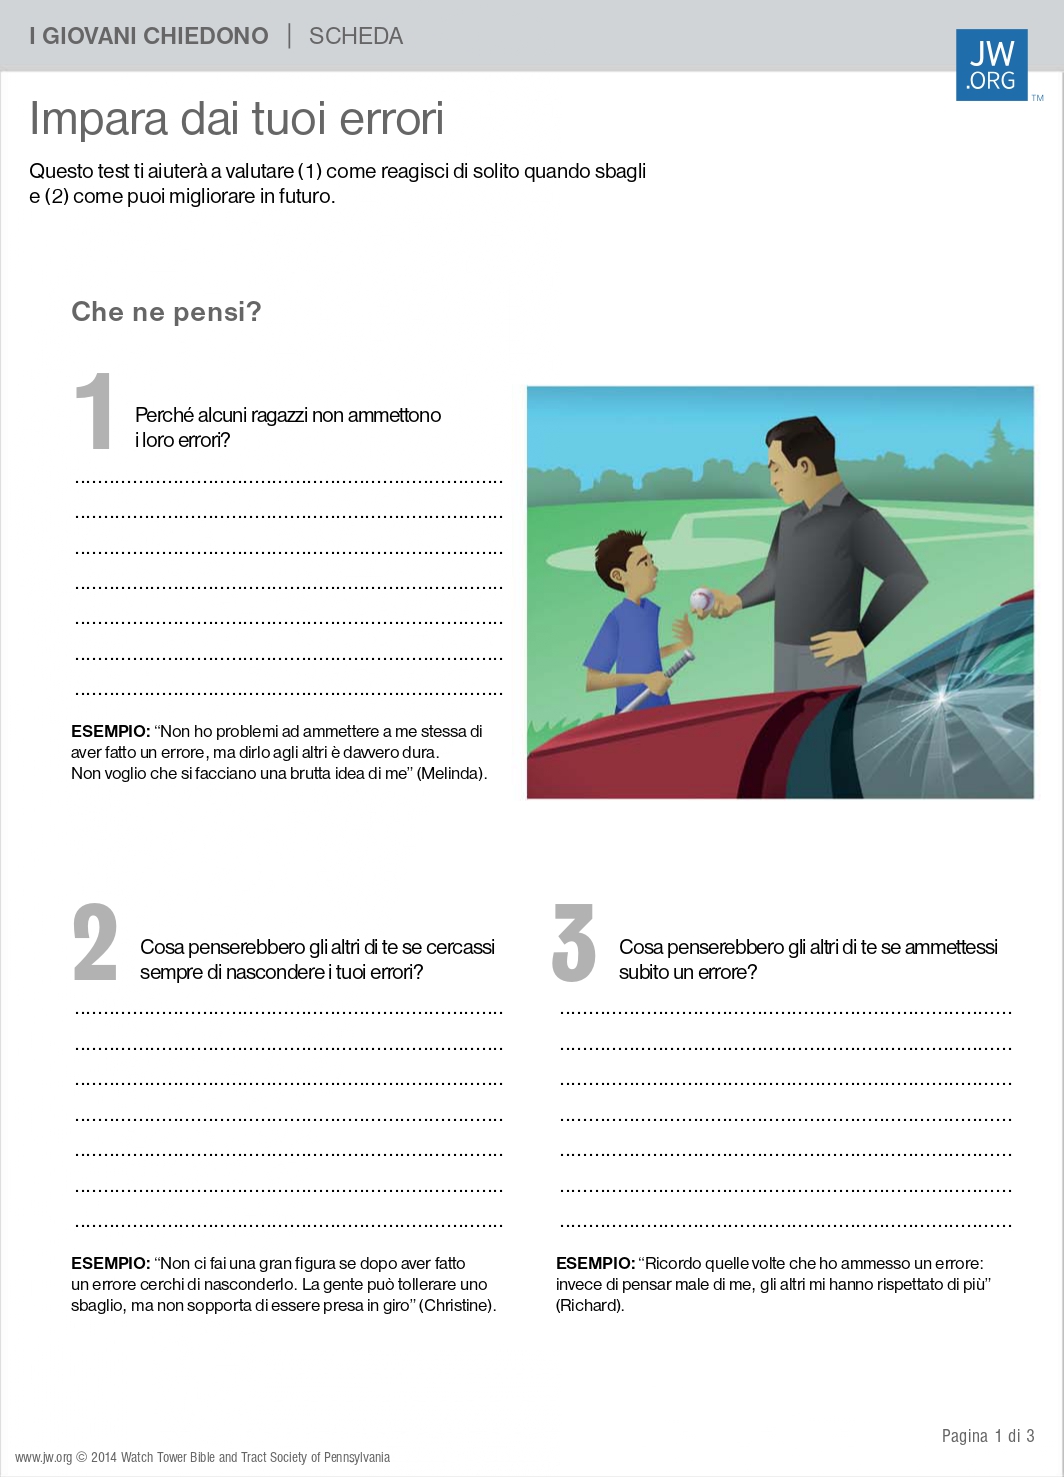 I GIOVANI CHIEDONO | SCHEDA
JW
.ORG
TM
Impara dai tuoi errori
Questo test ti aiuterà a valutare (1) come reagisci di solito quando sbagli
e (2) come puoi migliorare in futuro.
Che ne pensi?
1
Perché alcuni ragazzi non ammettono
i loro errori?
ESEMPIO: “Non ho problemi ad ammettere a me stessa di
aver fatto un errore, ma dirlo agli altri è davvero dura.
Non voglio che si facciano una brutta idea di me” (Melinda).
2
Cosa penserebbero gli altri di te se cercassi
sempre di nascondere i tuoi errori?
ESEMPIO: “Non ci fai una gran figura se dopo aver fatto
un errore cerchi di nasconderlo. La gente può tollerare uno
sbaglio, ma non sopporta di essere presa in giro” (Christine).
3
Cosa penserebbero gli altri di te se ammettessi
subito un errore?
ESEMPIO: “Ricordo quelle volte che ho ammesso un errore:
invece di pensar male di me, gli altri mi hanno rispettato di più”
(Richard).
Pagina 1 di 3
www.jw.org © 2014 Watch Tower Bible and Tract Society of Pennsylvania